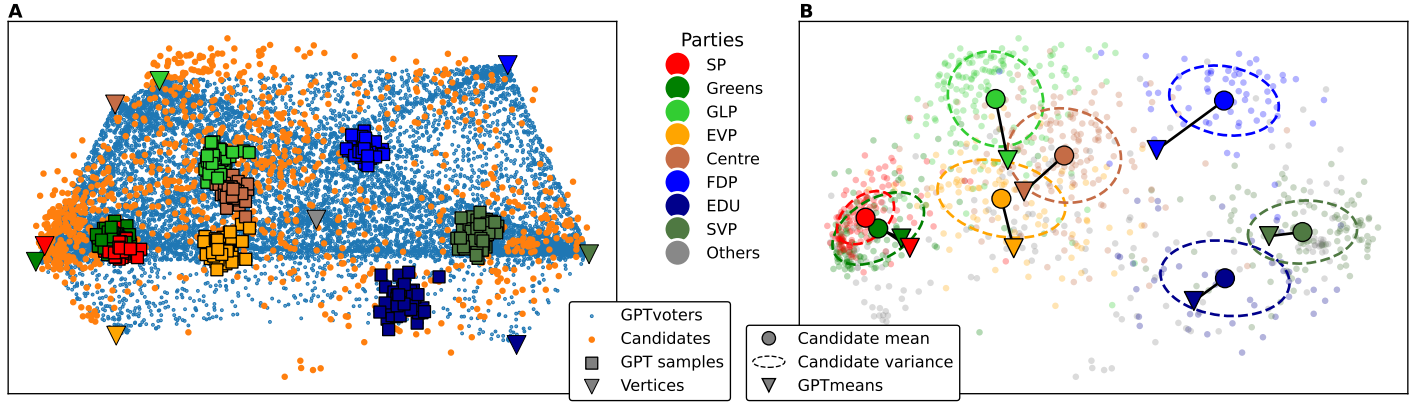 A
B
Parties
SP
Greens
GLP
EVP
Centre
FDP
EDU
SVP
Others
GPTvoters
Candidates
GPT samples
Vertices
Candidate mean
Candidate variance
GPTmeans